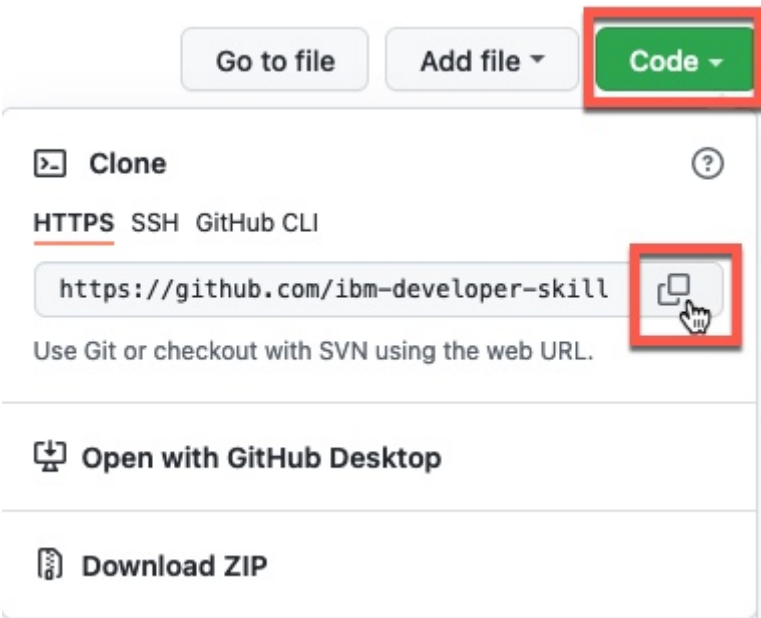 Go to file Add file Code
Clone
HTTPS SSH GitHub CLI
https://github.com/ibm-developer-skill
Use Git or checkout with SVN using the web URL.
Open with GitHub Desktop
Download ZIP